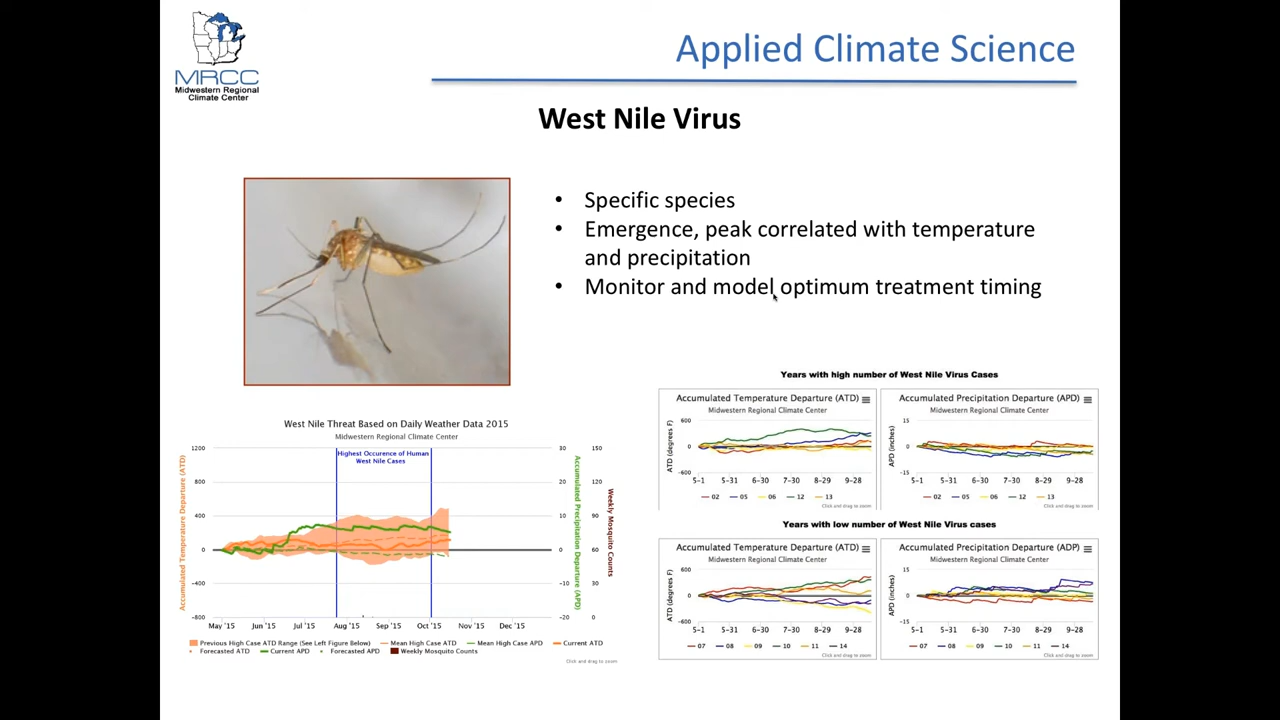 MRCC
Midwestern Regional
Climate Center
Applied Climate Science
West Nile Virus
• Specific species
• Emergence, peak correlated with temperature
and precipitation
• Monitor and model optimum treatment timing
West Nile Threat Based on Daily Weather Data 2015
Midwestern Regional Climate Center
Accumulated Temperature Departure (ATD)
1200
800
400
0
-400
-800
Highest Occurence of Human
West Nile Cases
30
20
10
0
-10
-20
Accumulated Precipitation Departure (APD)
150
120
90
60
30
0
Weekly Mosquito Counts
May '15 Jun '15 Jul '15 Aug '15 Sep '15 Oct '15 Nov '15 Dec '15
Previous High Case ATD Range (See Left Figure Below) Mean High Case ATD Mean High Case APD Current ATD
Forecasted ATD Current APD Forecasted APD Weekly Mosquito Counts
Click and drag to zoom
Years with high number of West Nile Virus Cases
Accumulated Temperature Departure (ATD)
Midwestern Regional Climate Center
ATD (degrees F)
600
0
-600
5-1 5-31 6-30 7-30 8-29 9-28
02 05 06 12 13
Click and drag to zoom
Accumulated Precipitation Departure (APD)
Midwestern Regional Climate Center
APD (inches)
15
0
-15
5-1 5-31 6-30 7-30 8-29 9-28
02 05 06 12 13
Click and drag to zoom
Years with low number of West Nile Virus cases
Accumulated Temperature Departure (ATD)
Midwestern Regional Climate Center
ATD (degrees F)
600
0
-600
5-1 5-31 6-30 7-30 8-29 9-28
07 08 09 10 11 14
Click and drag to zoom
Accumulated Precipitation Departure (ADP)
Midwestern Regional Climate Center
APD (inches)
15
0
-15
5-1 5-31 6-30 7-30 8-29 9-28
07 08 09 10 11 14
Click and drag to zoom